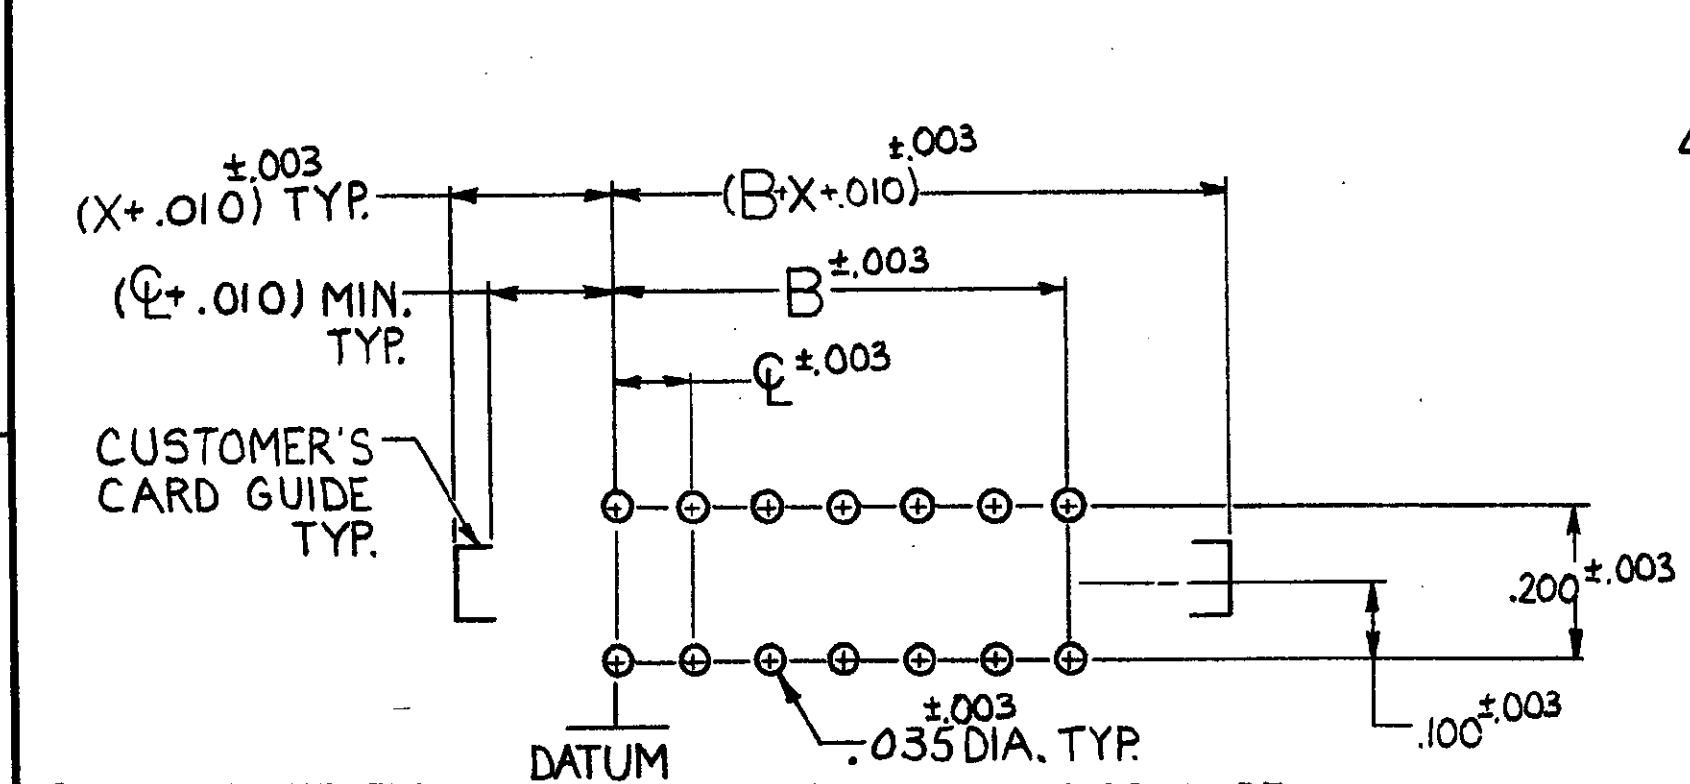 ±.003
(X+.010) TYP.
±.003
(B+X+.010)
(℄+.010) MIN.
TYP.
B ±.003
℄ ±.003
CUSTOMER'S
CARD GUIDE
TYP.
.200 ±.003
.100 ±.003
±.003
.035 DIA. TYP.
DATUM